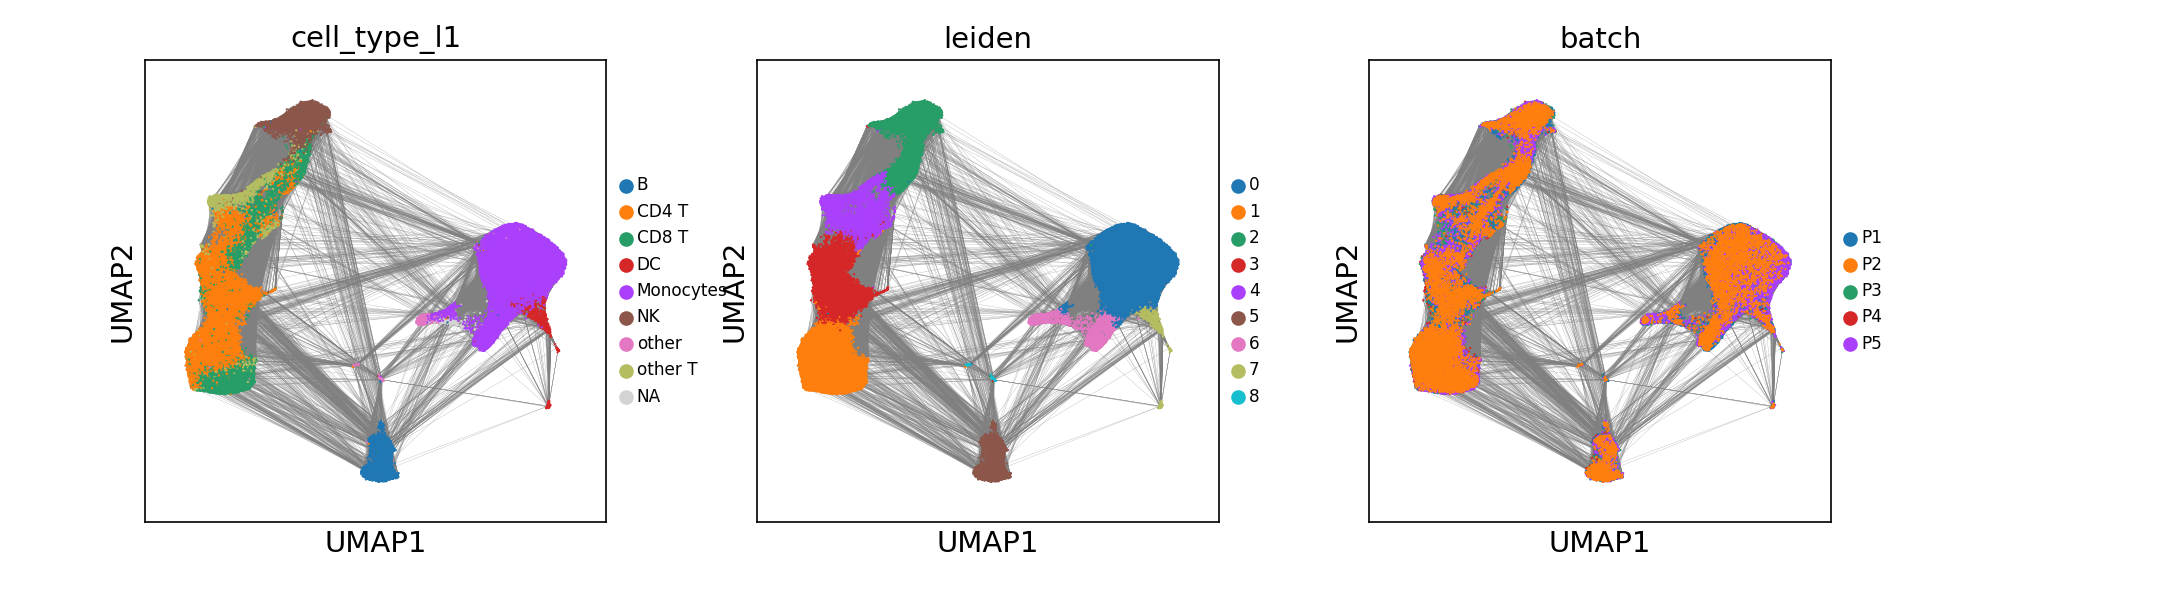 cell_type_l1
UMAP2
UMAP1
B
CD4 T
CD8 T
DC
Monocytes
NK
other
other T
NA
leiden
UMAP2
UMAP1
0
1
2
3
4
5
6
7
8
batch
UMAP2
UMAP1
P1
P2
P3
P4
P5